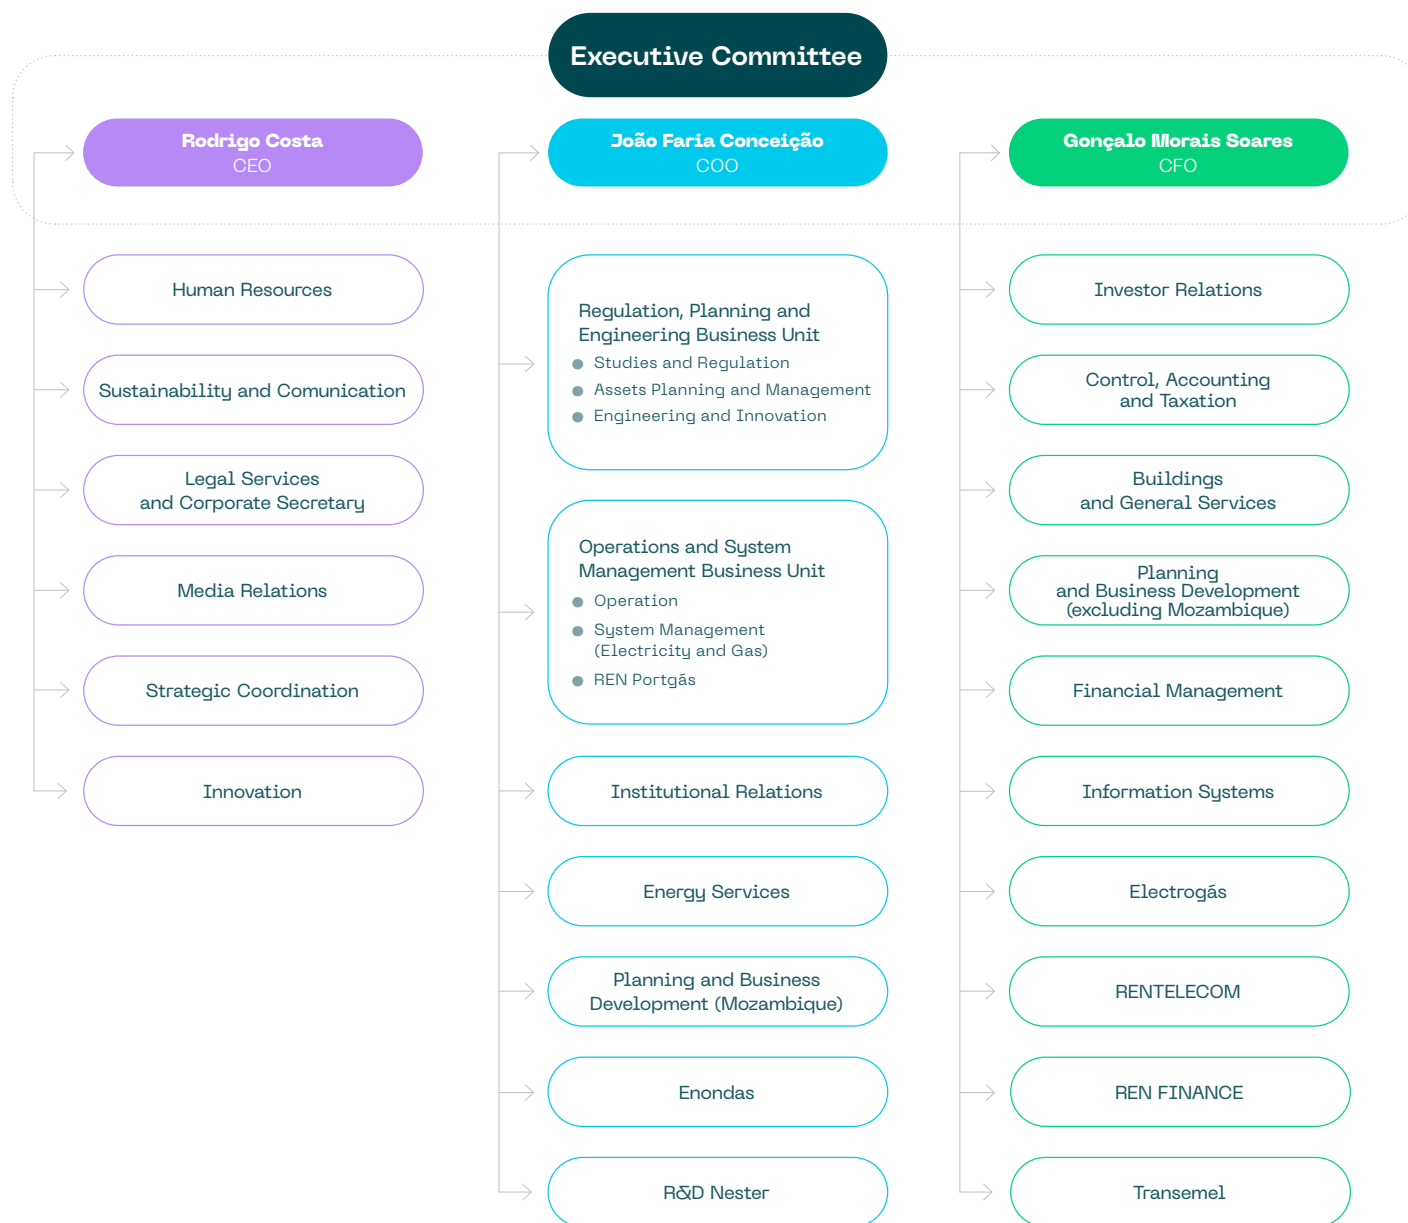 Executive Committee
Rodrigo Costa
CEO
Human Resources
Sustainability and Comunication
Legal Services
and Corporate Secretary
Media Relations
Strategic Coordination
Innovation
João Faria Conceição
COO
Regulation, Planning and
Engineering Business Unit
Studies and Regulation
Assets Planning and Management
Engineering and Innovation
Operations and System
Management Business Unit
Operation
System Management
(Electricity and Gas)
REN Portgás
Institutional Relations
Energy Services
Planning and Business
Development (Mozambique)
Enondas
R&D Nester
Gonçalo Morais Soares
CFO
Investor Relations
Control, Accounting
and Taxation
Buildings
and General Services
Planning
and Business Development
(excluding Mozambique)
Financial Management
Information Systems
Electrogás
RENTELECOM
REN FINANCE
Transemel